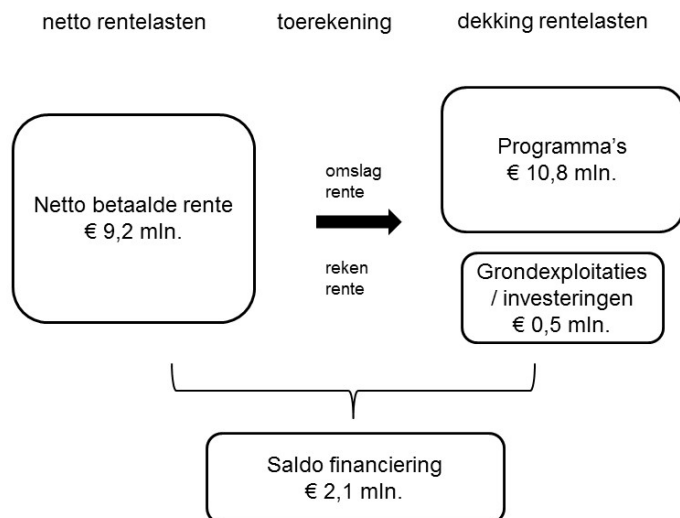 netto rentelasten
toerekening
dekking rentelasten
Netto betaalde rente
€ 9,2 mln.
omslag
rente
reken
rente
Programma’s
€ 10,8 mln.
Grondexploitaties
/ investeringen
€ 0,5 mln.
Saldo financiering
€ 2,1 mln.